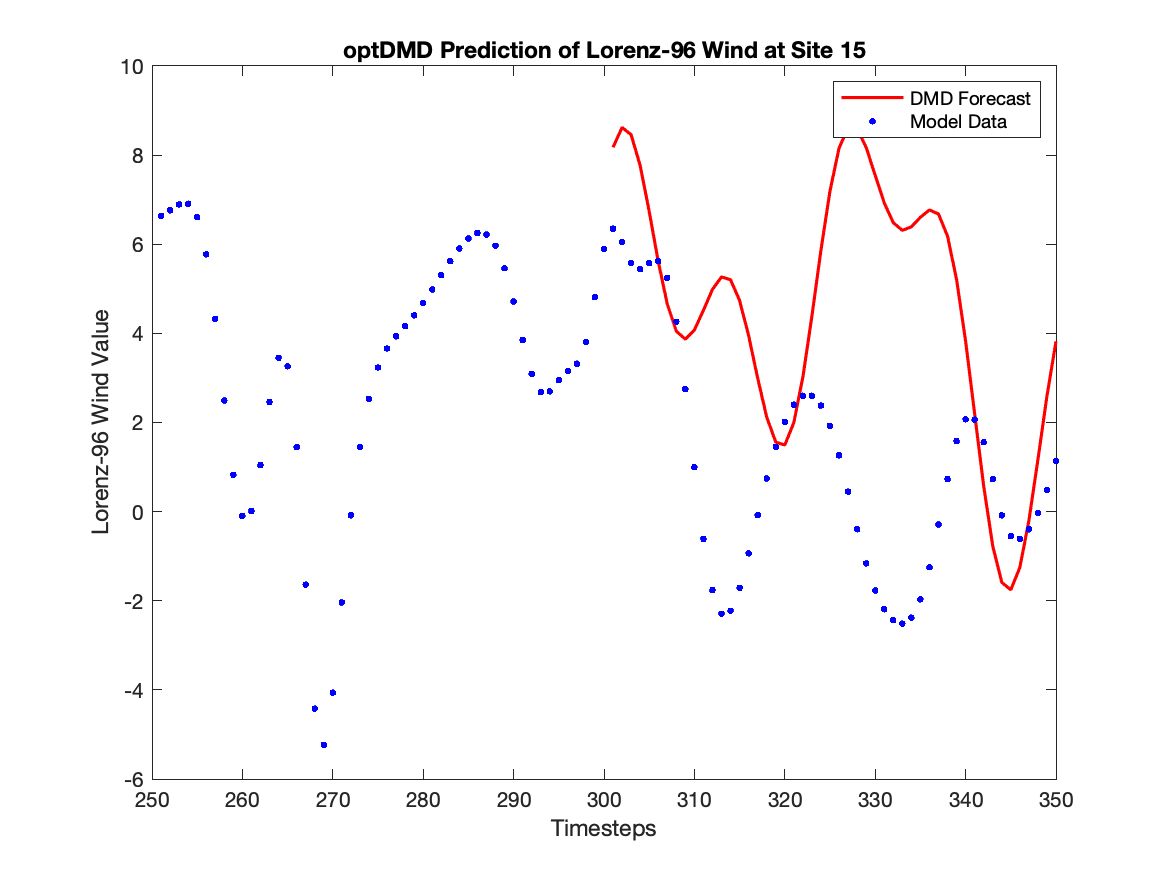 optDMD Prediction of Lorenz-96 Wind at Site 15
DMD Forecast
Model Data
Lorenz-96 Wind Value
10
8
6
4
2
0
-2
-4
-6
250 260 270 280 290 300 310 320 330 340 350
Timesteps